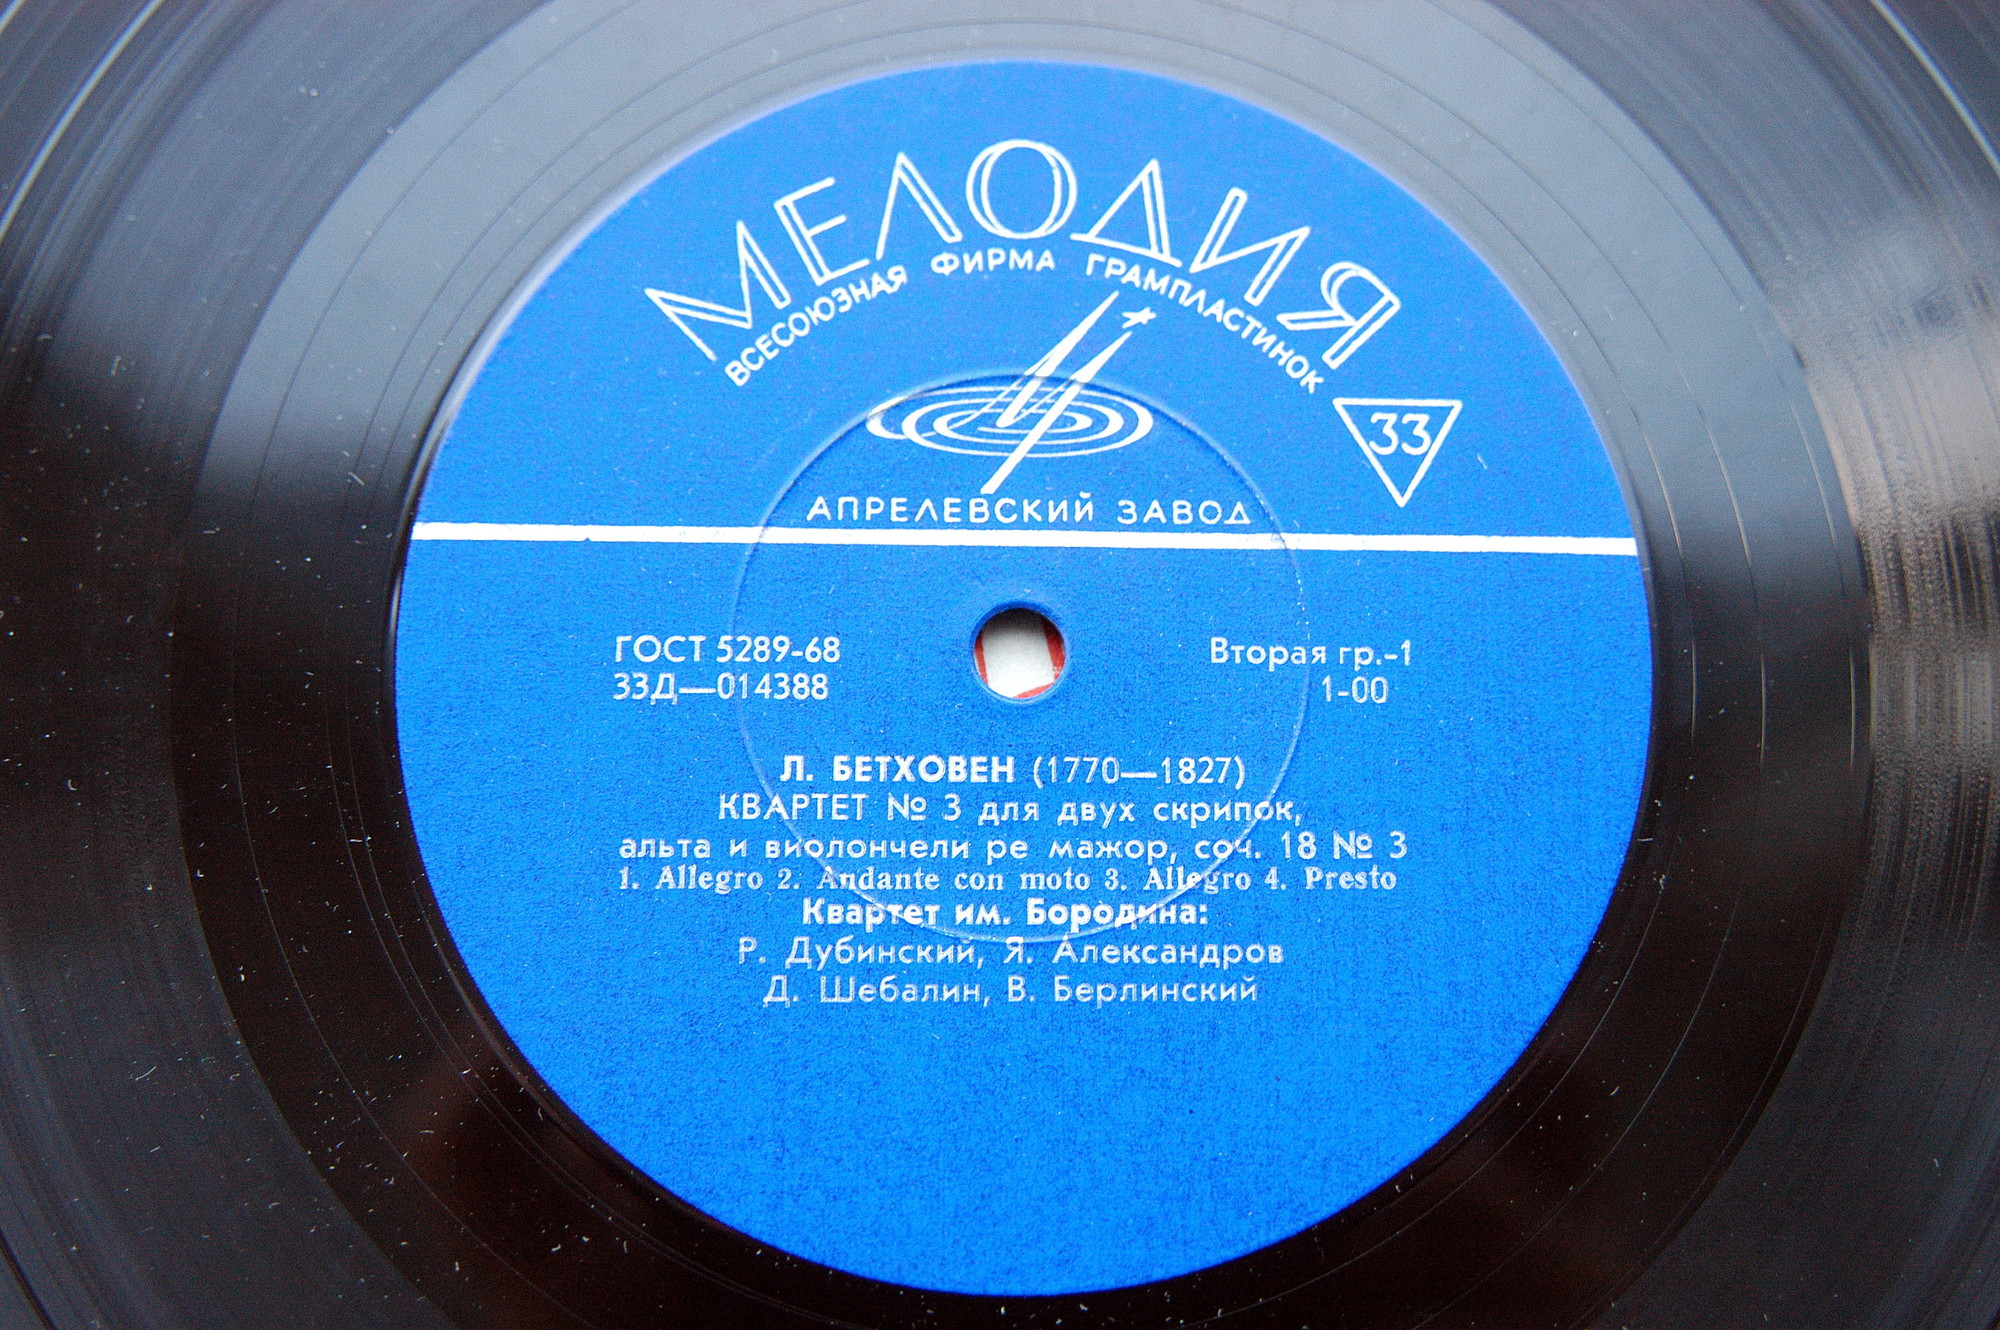 МЕЛОДИЯ
ВСЕСОЮЗНАЯ ФИРМА ГРАМПЛАСТИНОК
33
АПРЕЛЕВСКИЙ ЗАВОД
ГОСТ 5289-68
Вторая гр.-1
33Д—014388
1-00
Л. БЕТХОВЕН (1770—1827)
КВАРТЕТ № 3 для двух скрипок,
альта и виолончели ре мажор, соч. 18 № 3
1. Allegro 2. Andante con moto 3. Allegro 4. Presto
Квартет им. Бородина:
Р. Дубинский, Я. Александров
Д. Шебалин, В. Берлинский